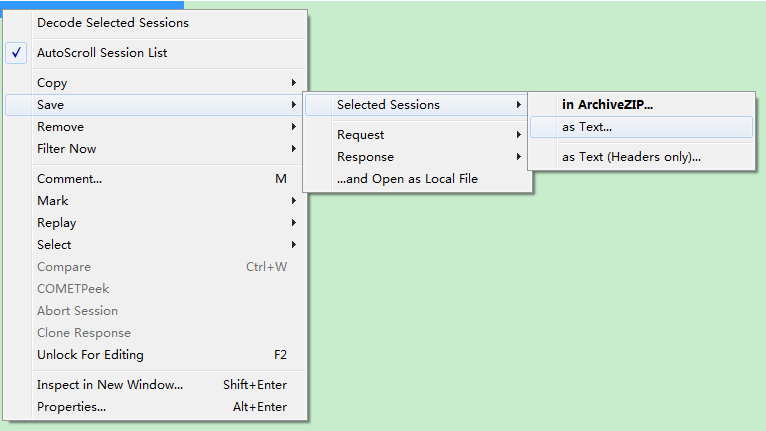 Decode Selected Sessions
AutoScroll Session List
Copy
Save
Remove
Filter Now
Comment... M
Mark
Replay
Select
Compare Ctrl+W
COMETPeek
Abort Session
Clone Response
Unlock For Editing F2
Inspect in New Window... Shift+Enter
Properties... Alt+Enter
Selected Sessions
Request
Response
...and Open as Local File
in ArchiveZIP...
as Text...
as Text (Headers only)...